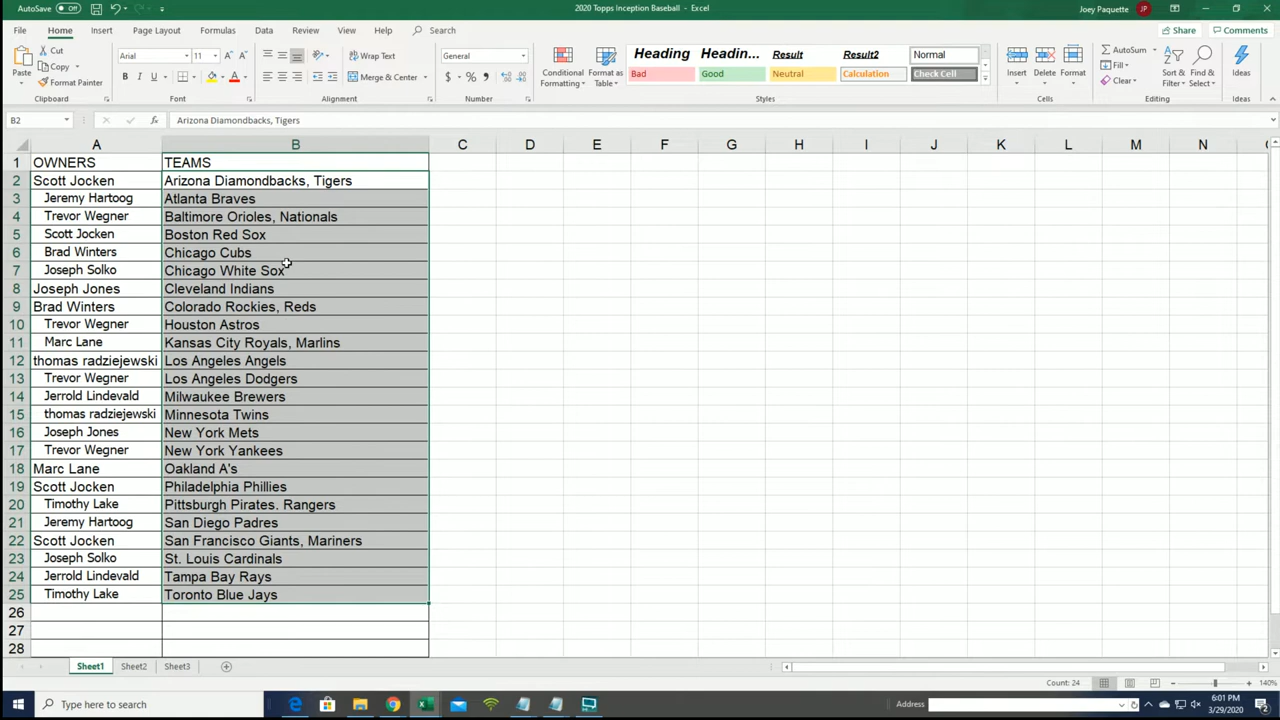 AutoSave Off 2020 Topps Inception Baseball - Excel Joey Paquette JP
File Home Insert Page Layout Formulas Data Review View Help Search Share Comments
Paste Cut Copy Format Painter Clipboard
Arial 11 A A B I U A Font
Wrap Text Merge & Center Alignment
General $ % , Number
Conditional Formatting Format as Table
Heading Headin... Result Result2 Normal
Bad Good Neutral Calculation Check Cell
Styles
Insert Delete Format Cells
AutoSum Fill Clear Sort & Filter Find & Select Editing
Ideas Ideas
B2 fx Arizona Diamondbacks, Tigers
A B C D E F G H I J K L M N
1 OWNERS TEAMS
2 Scott Jocken Arizona Diamondbacks, Tigers
3 Jeremy Hartoog Atlanta Braves
4 Trevor Wegner Baltimore Orioles, Nationals
5 Scott Jocken Boston Red Sox
6 Brad Winters Chicago Cubs
7 Joseph Solko Chicago White Sox
8 Joseph Jones Cleveland Indians
9 Brad Winters Colorado Rockies, Reds
10 Trevor Wegner Houston Astros
11 Marc Lane Kansas City Royals, Marlins
12 thomas radziejewski Los Angeles Angels
13 Trevor Wegner Los Angeles Dodgers
14 Jerrold Lindevald Milwaukee Brewers
15 thomas radziejewski Minnesota Twins
16 Joseph Jones New York Mets
17 Trevor Wegner New York Yankees
18 Marc Lane Oakland A's
19 Scott Jocken Philadelphia Phillies
20 Timothy Lake Pittsburgh Pirates. Rangers
21 Jeremy Hartoog San Diego Padres
22 Scott Jocken San Francisco Giants, Mariners
23 Joseph Solko St. Louis Cardinals
24 Jerrold Lindevald Tampa Bay Rays
25 Timothy Lake Toronto Blue Jays
26
27
28
Sheet1 Sheet2 Sheet3
Count: 24 140%
Type here to search Address 6:01 PM
3/29/2020